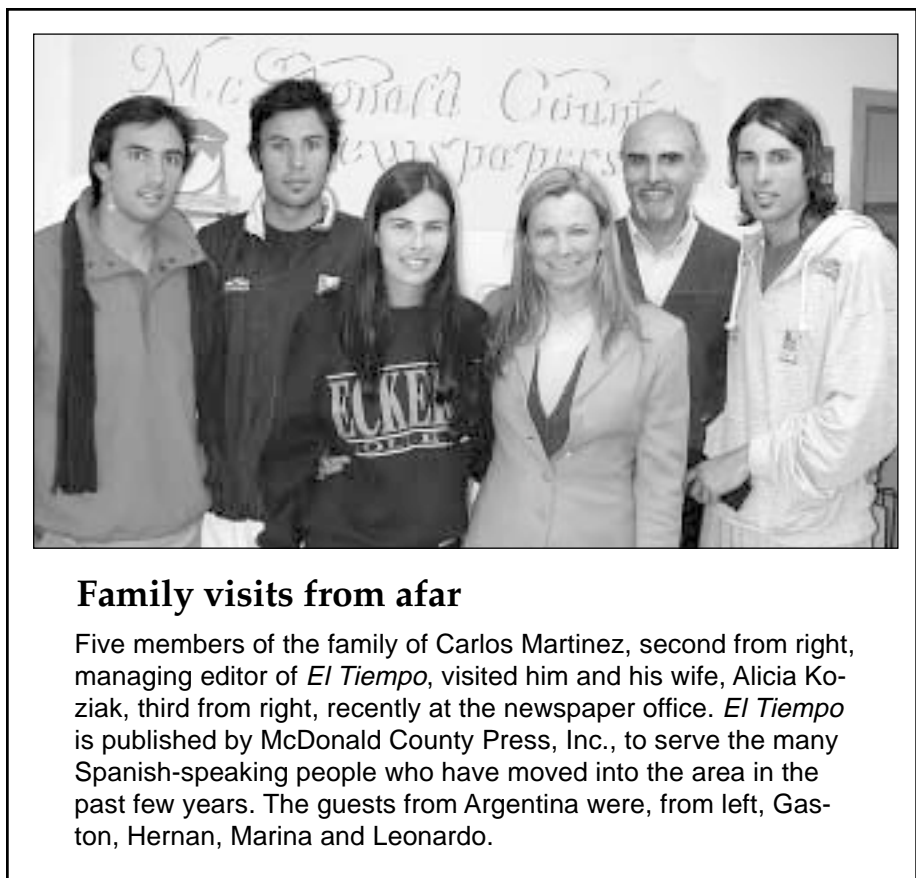 McDonald County
Newspapers
ECKER
Family visits from afar
Five members of the family of Carlos Martinez, second from right,
managing editor of El Tiempo, visited him and his wife, Alicia Ko-
ziak, third from right, recently at the newspaper office. El Tiempo
is published by McDonald County Press, Inc., to serve the many
Spanish-speaking people who have moved into the area in the
past few years. The guests from Argentina were, from left, Gas-
ton, Hernan, Marina and Leonardo.